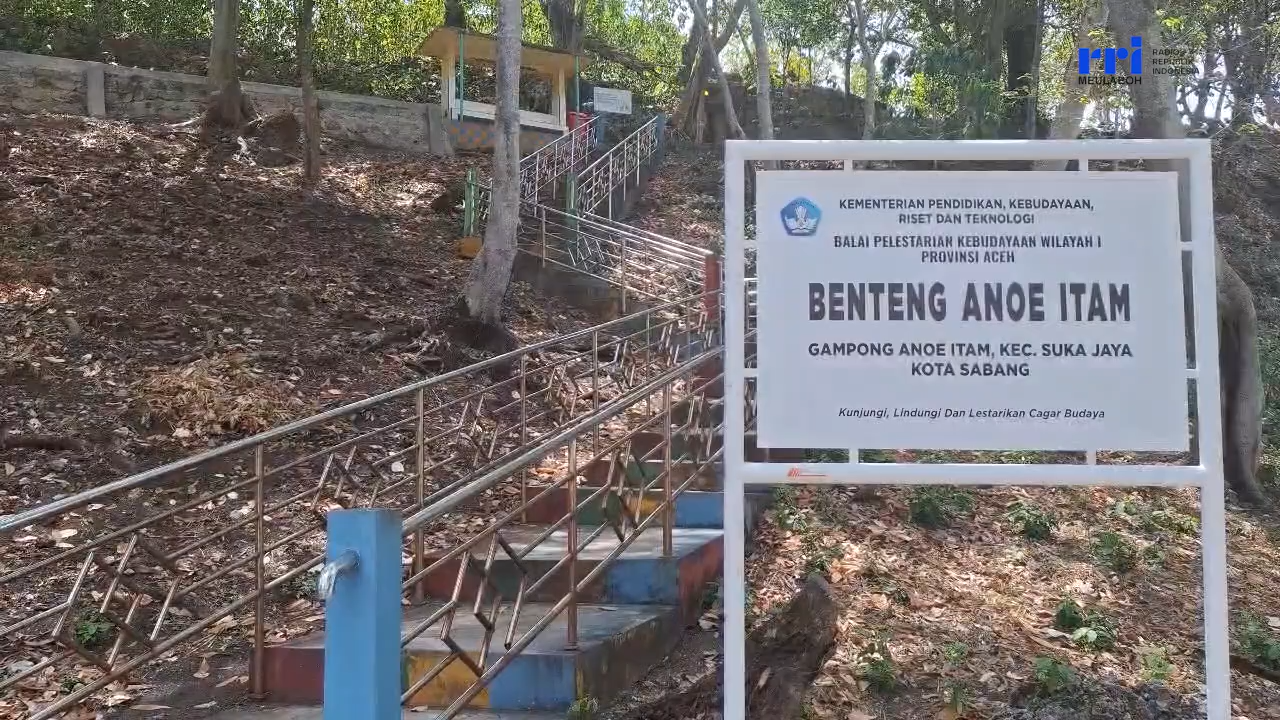 rri
MEULABOH
RADIO
REPUBLIK
INDONESIA
KEMENTERIAN PENDIDIKAN, KEBUDAYAAN,
RISET DAN TEKNOLOGI
BALAI PELESTARIAN KEBUDAYAAN WILAYAH I
PROVINSI ACEH
BENTENG ANOE ITAM
GAMPONG ANOE ITAM, KEC. SUKA JAYA
KOTA SABANG
Kunjungi, Lindungi Dan Lestarikan Cagar Budaya